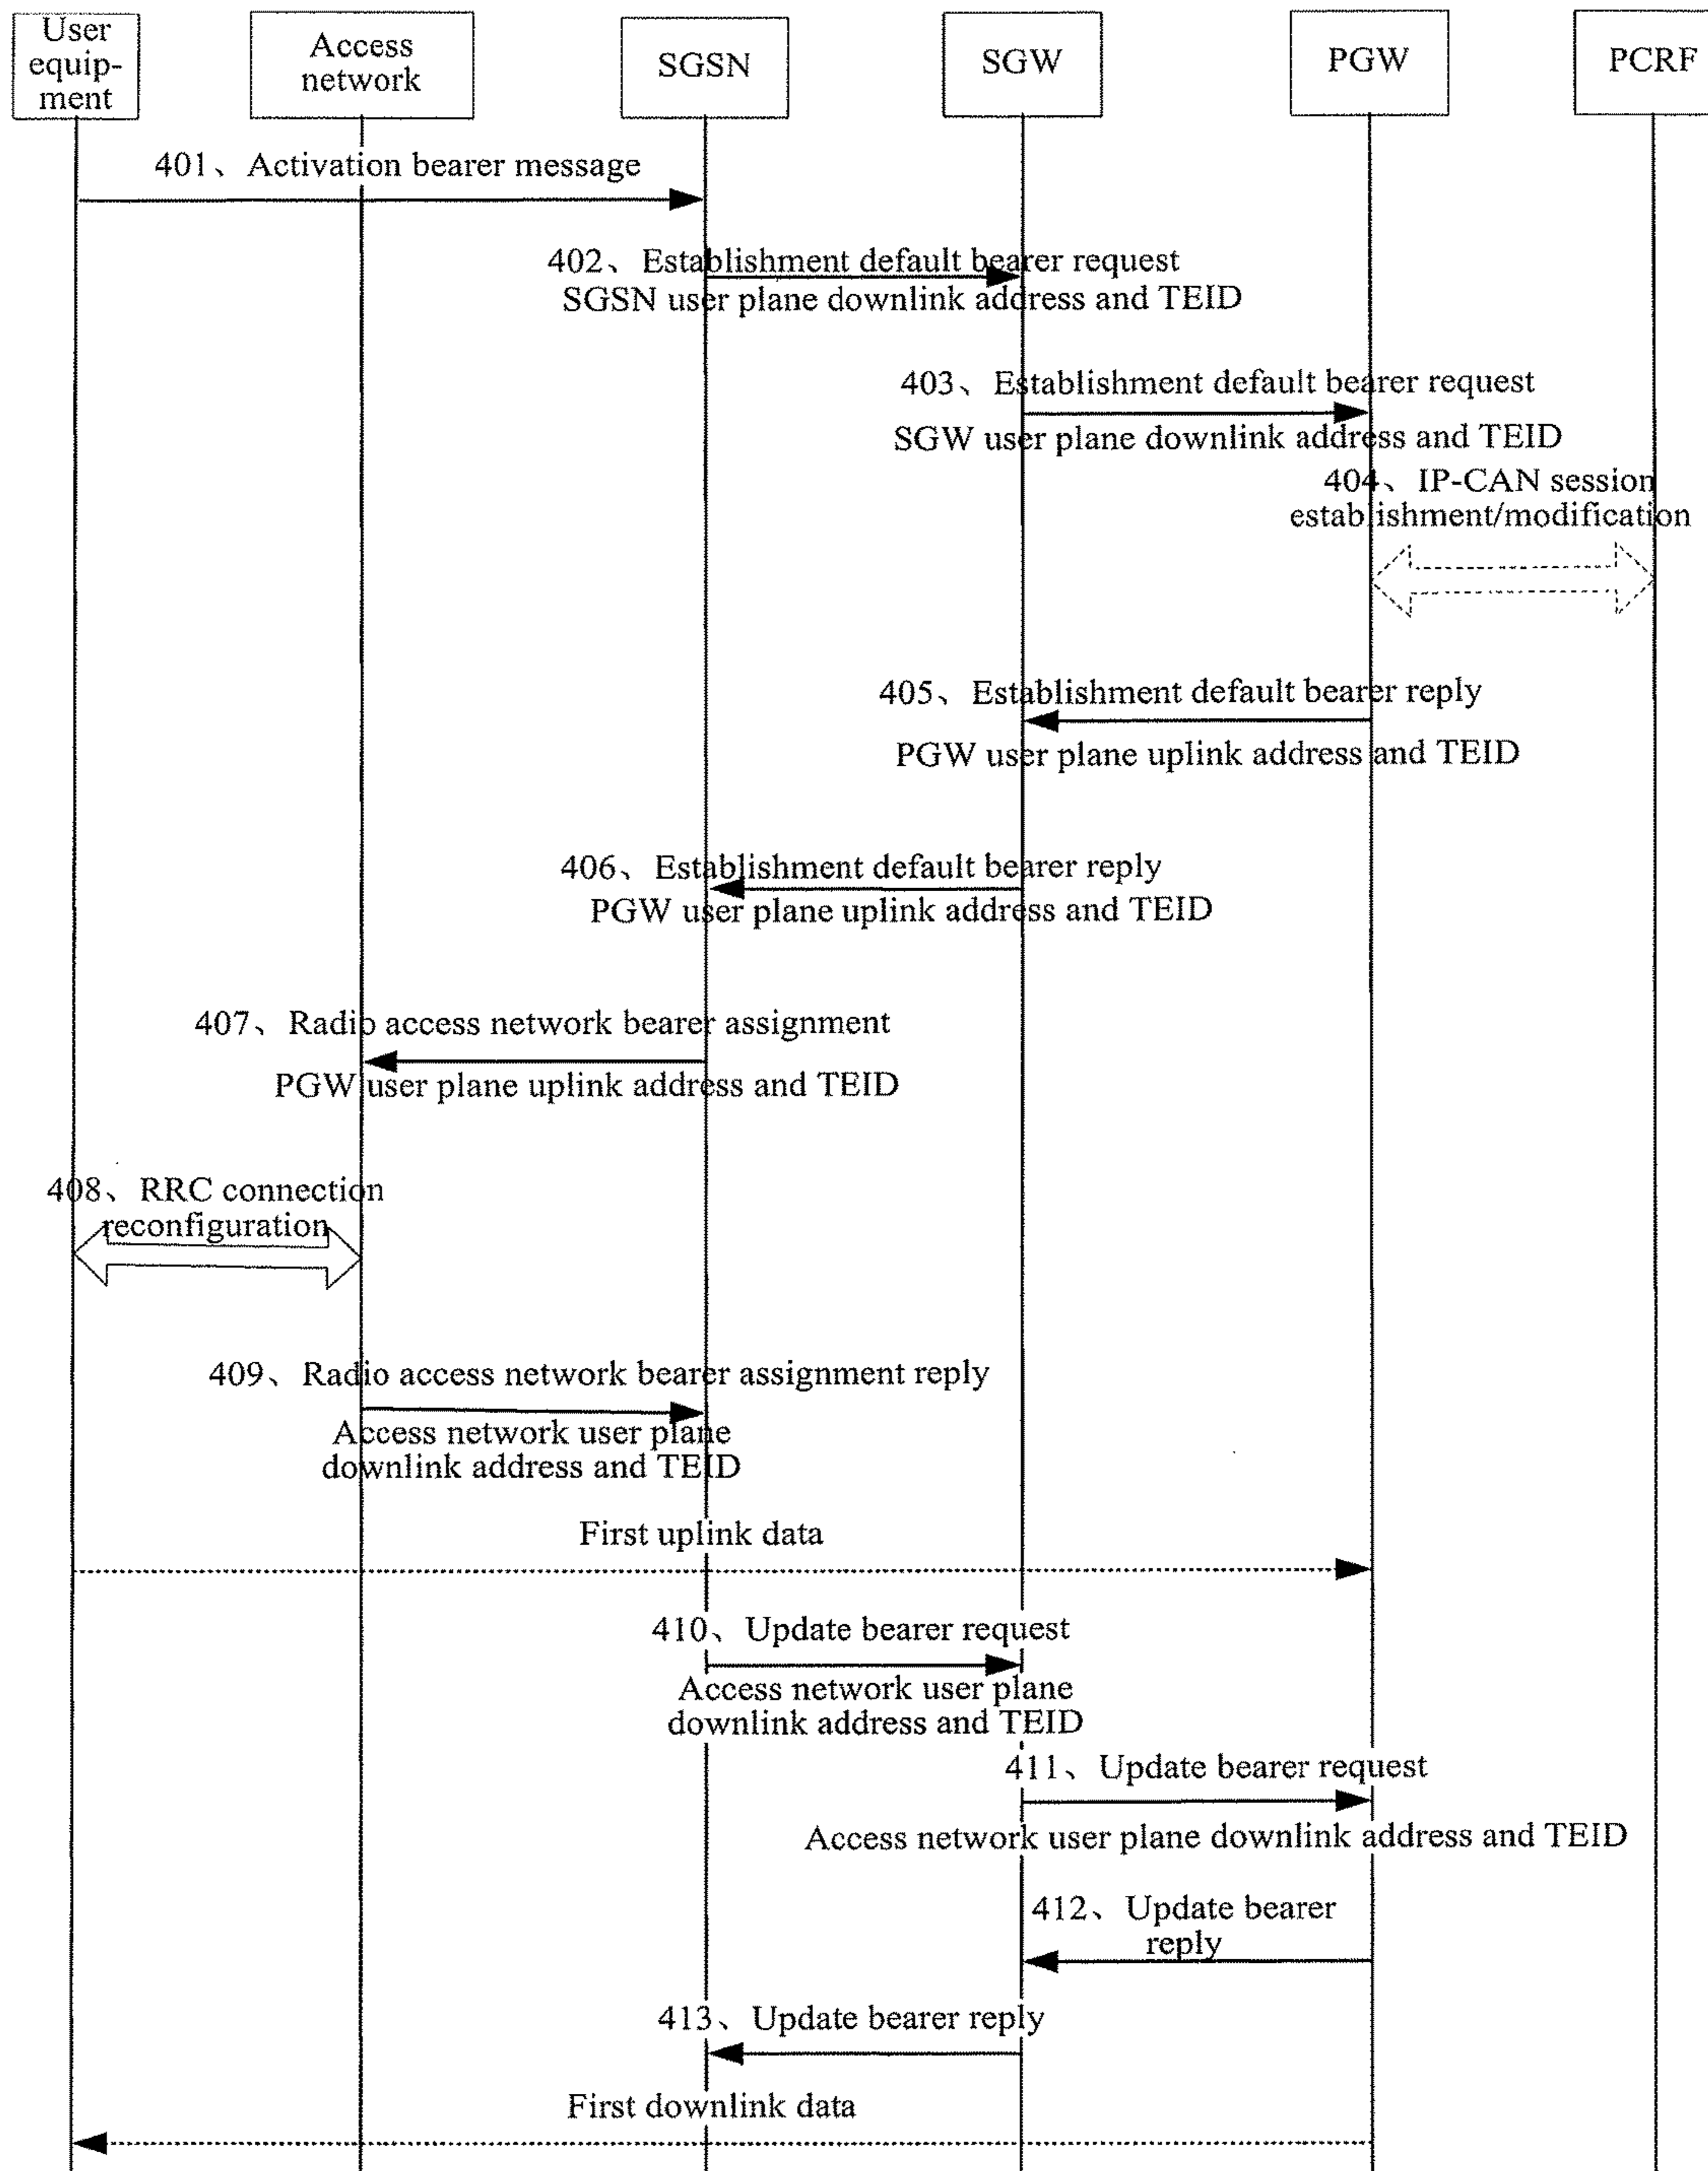 User
equip-
ment
Access
network
SGSN
SGW
PGW
PCRF
401、Activation bearer message
402、Establishment default bearer request
SGSN user plane downlink address and TEID
403、Establishment default bearer request
SGW user plane downlink address and TEID
404、IP-CAN session
establishment/modification
405、Establishment default bearer reply
PGW user plane uplink address and TEID
406、Establishment default bearer reply
PGW user plane uplink address and TEID
407、Radio access network bearer assignment
PGW user plane uplink address and TEID
408、RRC connection
reconfiguration
409、Radio access network bearer assignment reply
Access network user plane
downlink address and TEID
First uplink data
410、Update bearer request
Access network user plane
downlink address and TEID
411、Update bearer request
Access network user plane downlink address and TEID
412、Update bearer
reply
413、Update bearer reply
First downlink data